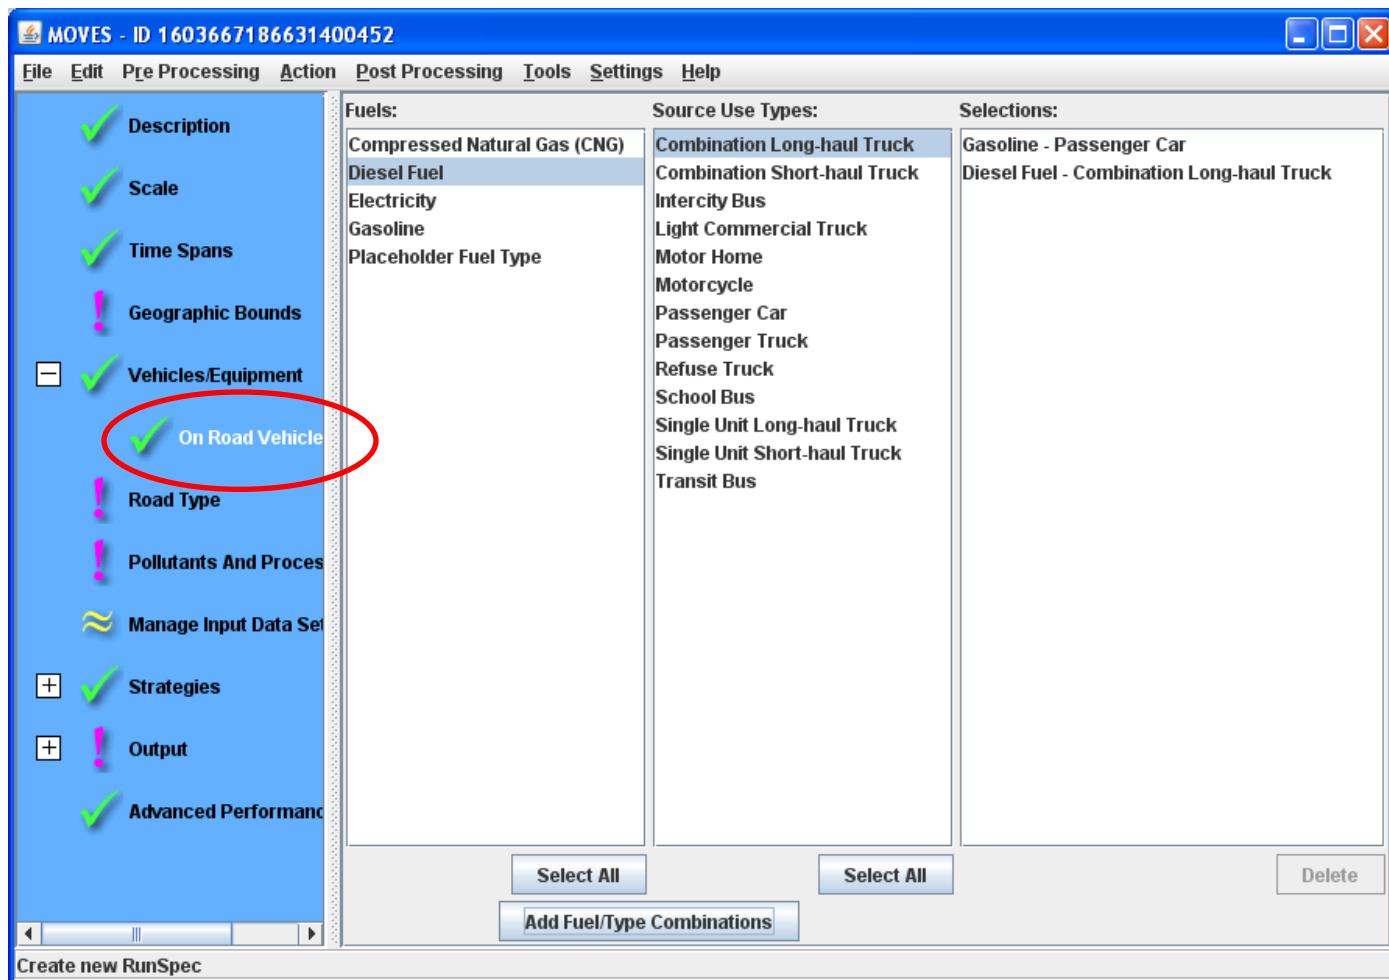 MOVES - ID 1603667186631400452
File Edit Pre Processing Action Post Processing Tools Settings Help
Description
Scale
Time Spans
Geographic Bounds
Vehicles/Equipment
On Road Vehicle
Road Type
Pollutants And Proces
Manage Input Data Set
Strategies
Output
Advanced Performanc
Fuels:
Compressed Natural Gas (CNG)
Diesel Fuel
Electricity
Gasoline
Placeholder Fuel Type
Select All
Source Use Types:
Combination Long-haul Truck
Combination Short-haul Truck
Intercity Bus
Light Commercial Truck
Motor Home
Motorcycle
Passenger Car
Passenger Truck
Refuse Truck
School Bus
Single Unit Long-haul Truck
Single Unit Short-haul Truck
Transit Bus
Select All
Selections:
Gasoline - Passenger Car
Diesel Fuel - Combination Long-haul Truck
Delete
Add Fuel/Type Combinations
Create new RunSpec